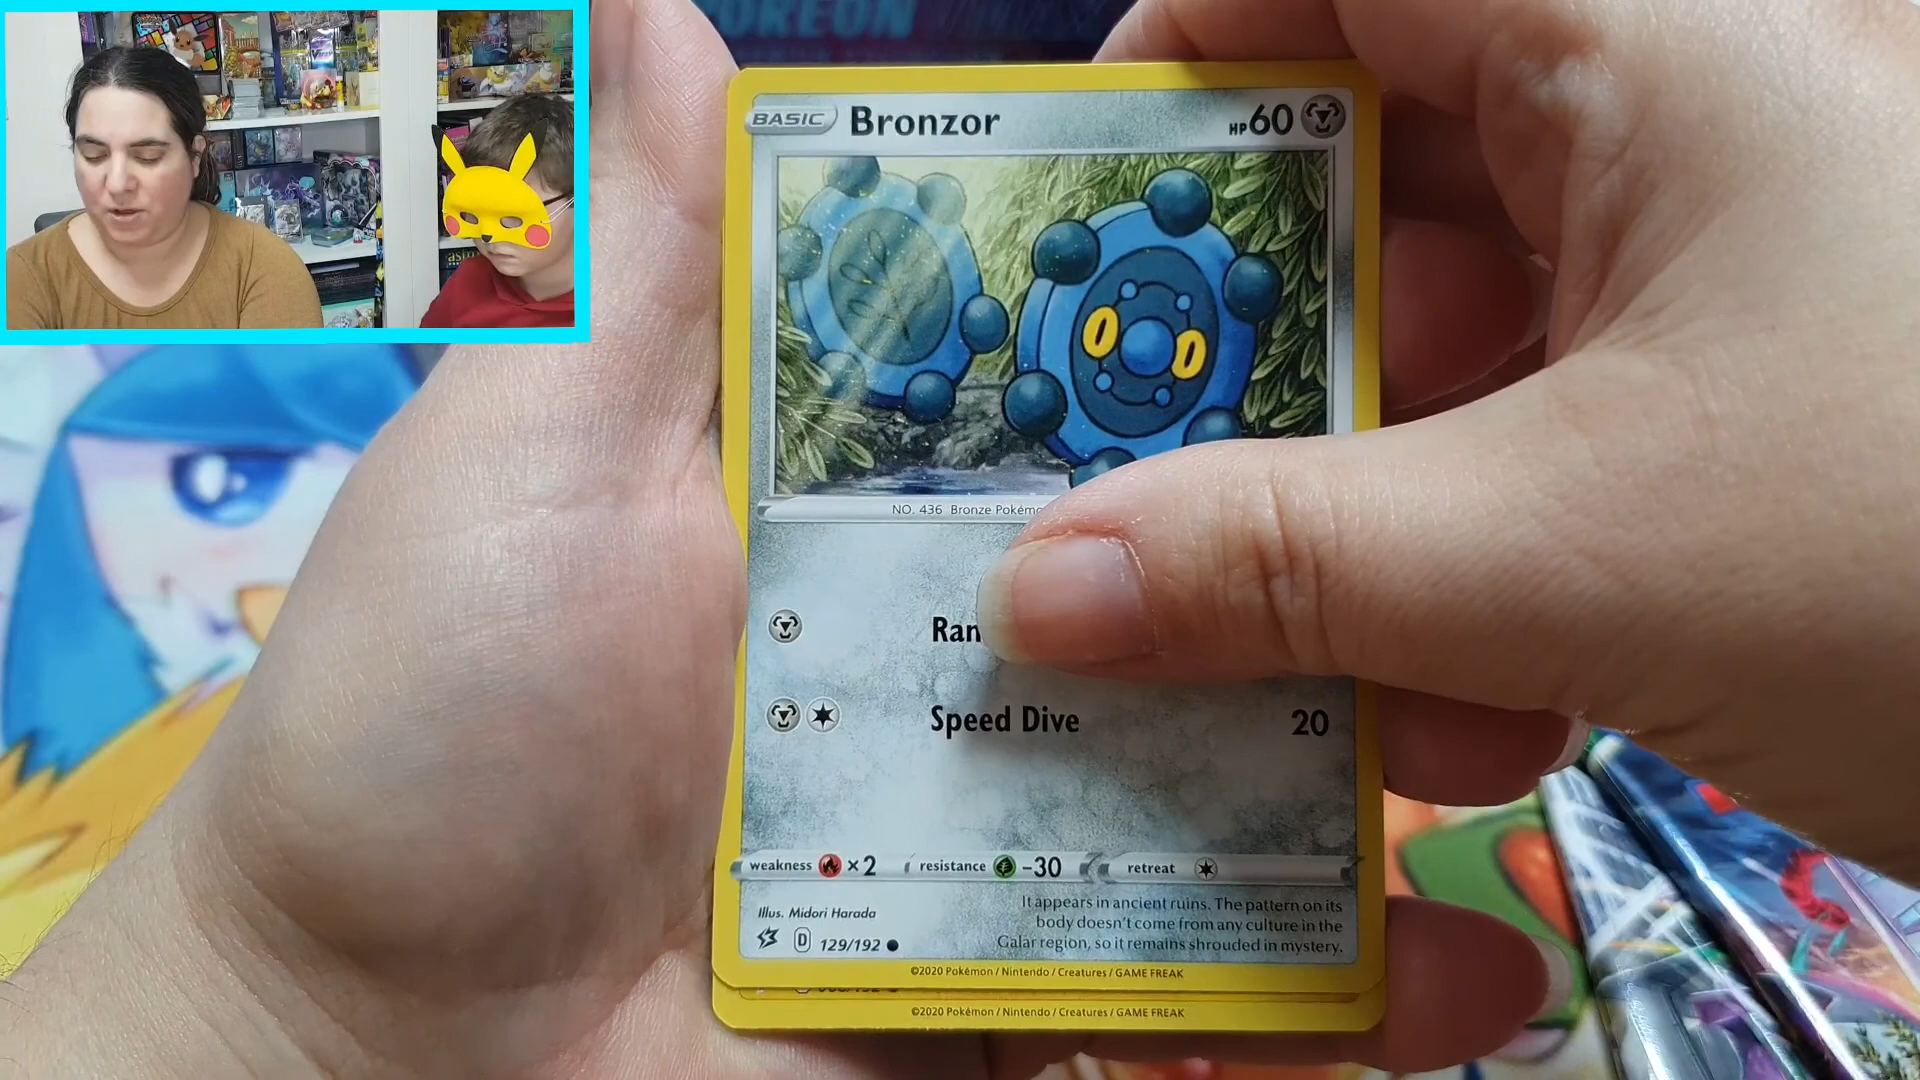 BASIC Bronzor HP 60
NO. 436 Bronze Pokémo
Ran
Speed Dive 20
weakness ×2 resistance -30 retreat
Illus. Midori Harada
It appears in ancient ruins. The pattern on its
body doesn't come from any culture in the
Galar region, so it remains shrouded in mystery.
D 129/192
©2020 Pokémon / Nintendo / Creatures / GAME FREAK
©2020 Pokémon / Nintendo / Creatures / GAME FREAK